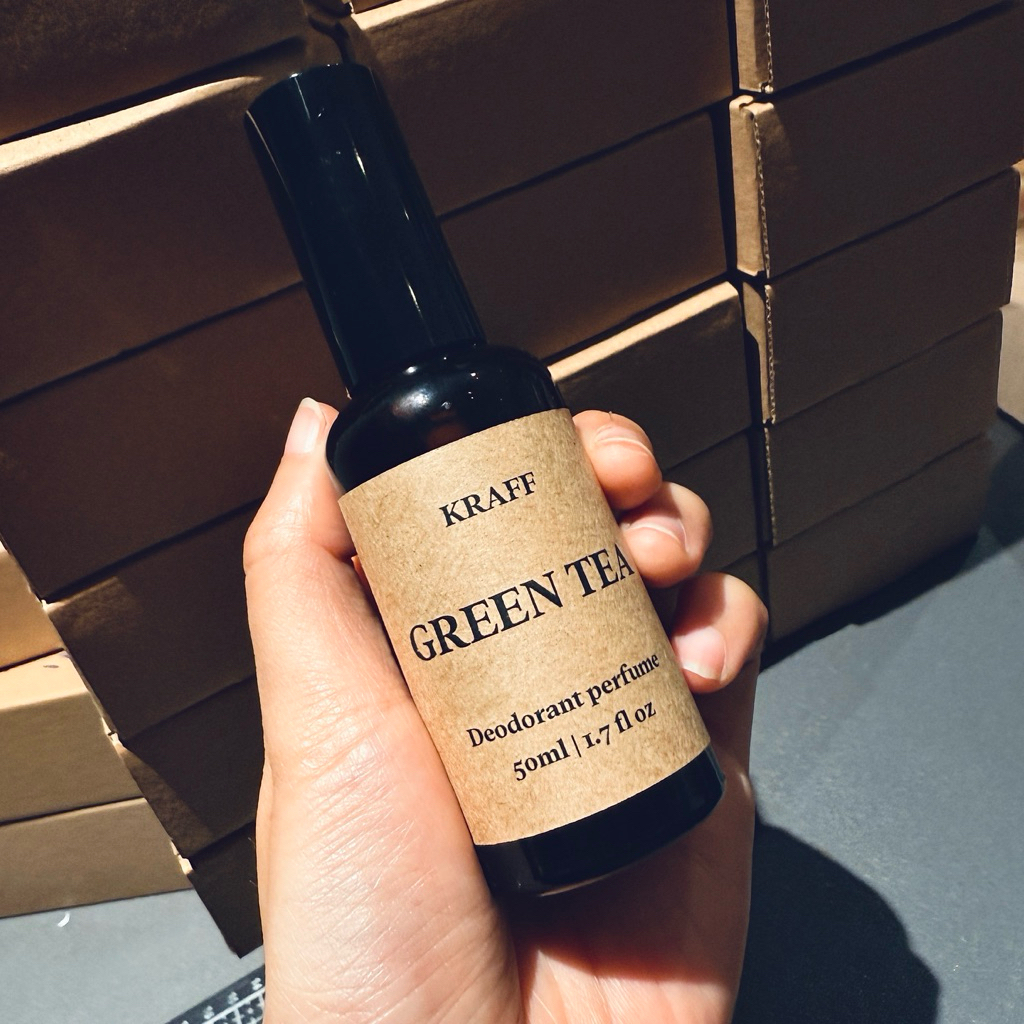 KRAFF
GREEN TEA
Deodorant perfume
50ml | 1.7 fl oz